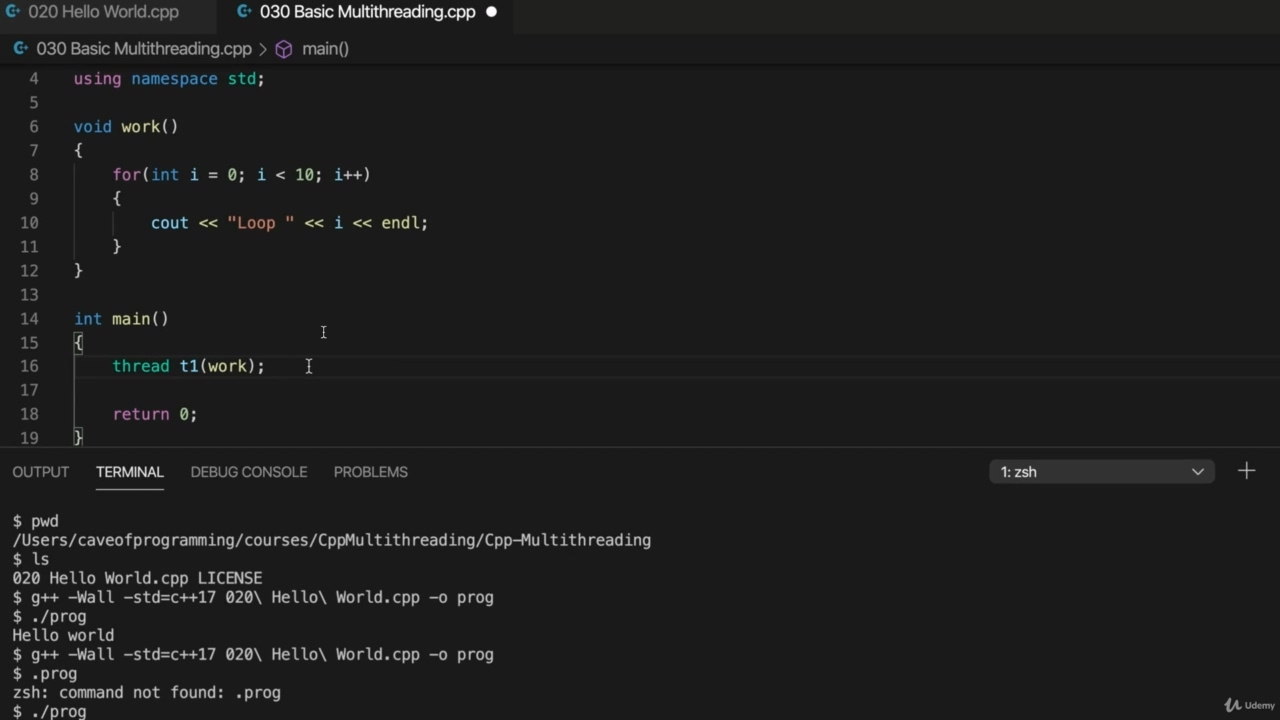 020 Hello World.cpp 030 Basic Multithreading.cpp
030 Basic Multithreading.cpp > main()
4 using namespace std;
5
6 void work()
7 {
8 for(int i = 0; i < 10; i++)
9 {
10 cout << "Loop " << i << endl;
11 }
12 }
13
14 int main()
15 {
16 thread t1(work);
17
18 return 0;
19 }
OUTPUT TERMINAL DEBUG CONSOLE PROBLEMS 1: zsh
$ pwd
/Users/caveofprogramming/courses/CppMultithreading/Cpp-Multithreading
$ ls
020 Hello World.cpp LICENSE
$ g++ -Wall -std=c++17 020\ Hello\ World.cpp -o prog
$ ./prog
Hello world
$ g++ -Wall -std=c++17 020\ Hello\ World.cpp -o prog
$ .prog
zsh: command not found: .prog
$ ./prog
Udemy